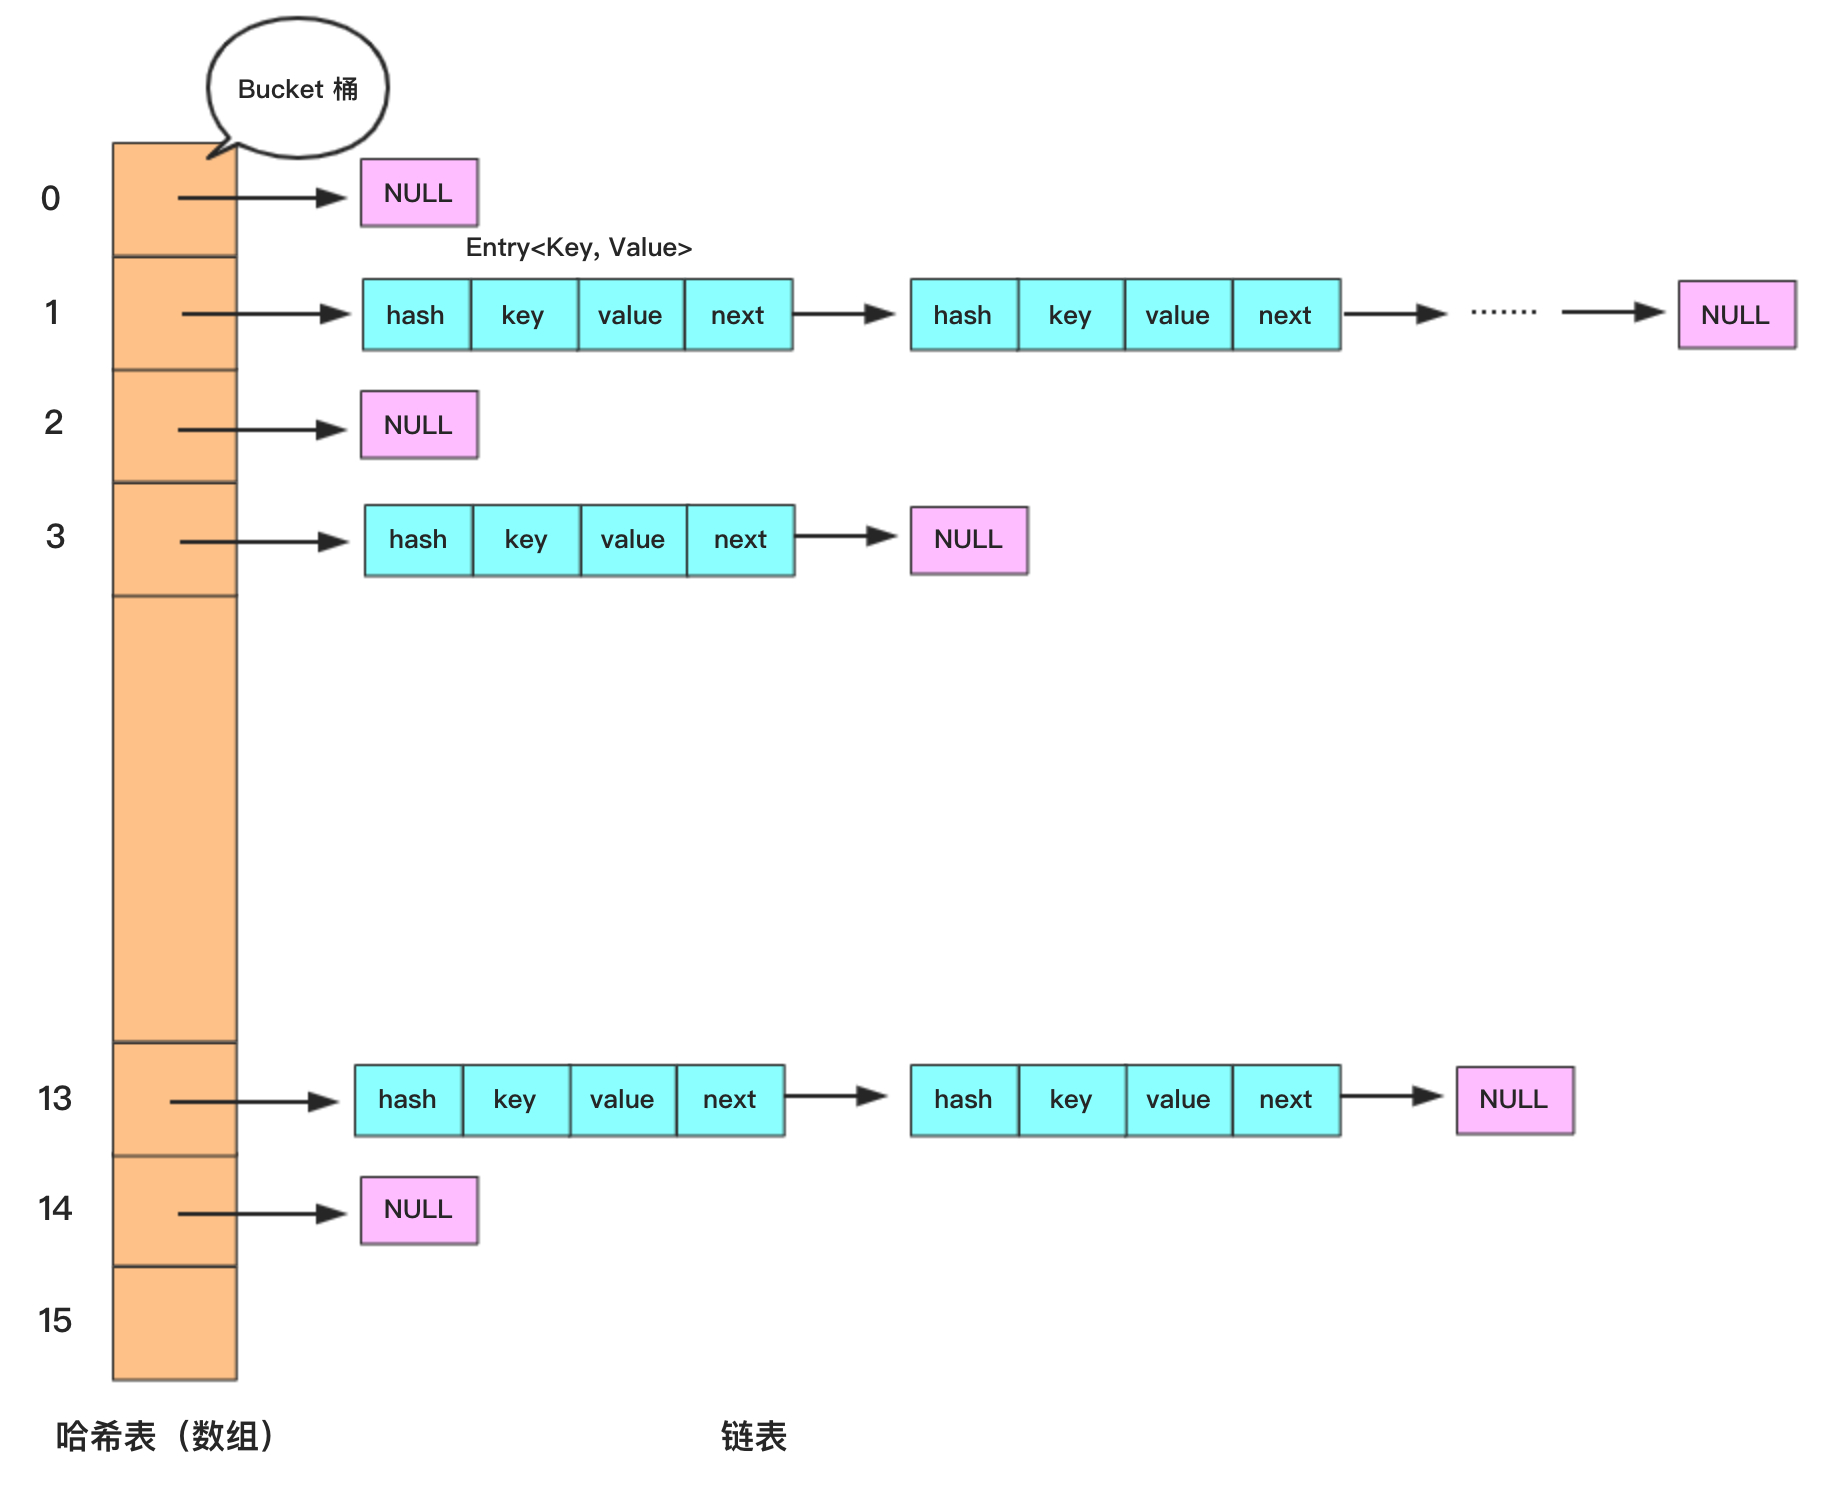 Bucket 桶
0 NULL
Entry<Key, Value>
1 hash key value next hash key value next ······· NULL
2 NULL
3 hash key value next NULL
13 hash key value next hash key value next NULL
14 NULL
15
哈希表（数组） 链表